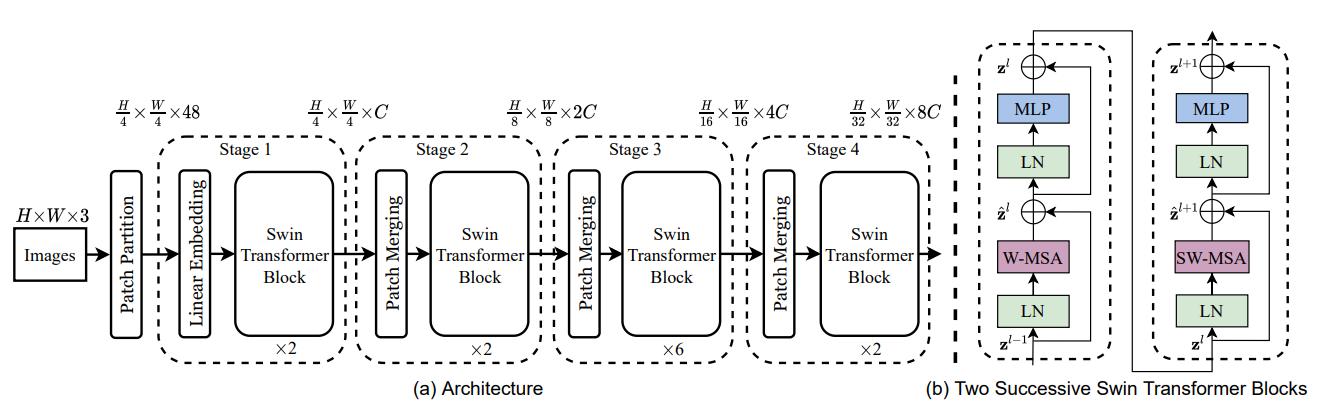 H/4 × W/4 × 48
H/4 × W/4 × C
H/8 × W/8 × 2C
H/16 × W/16 × 4C
H/32 × W/32 × 8C
Stage 1
Stage 2
Stage 3
Stage 4
H×W×3
Images
Patch Partition
Linear Embedding
Swin
Transformer
Block
×2
Patch Merging
Swin
Transformer
Block
×2
Patch Merging
Swin
Transformer
Block
×6
Patch Merging
Swin
Transformer
Block
×2
(a) Architecture
z^l
MLP
LN
ẑ^l
W-MSA
LN
z^{l-1}
z^{l+1}
MLP
LN
ẑ^{l+1}
SW-MSA
LN
z^l
(b) Two Successive Swin Transformer Blocks